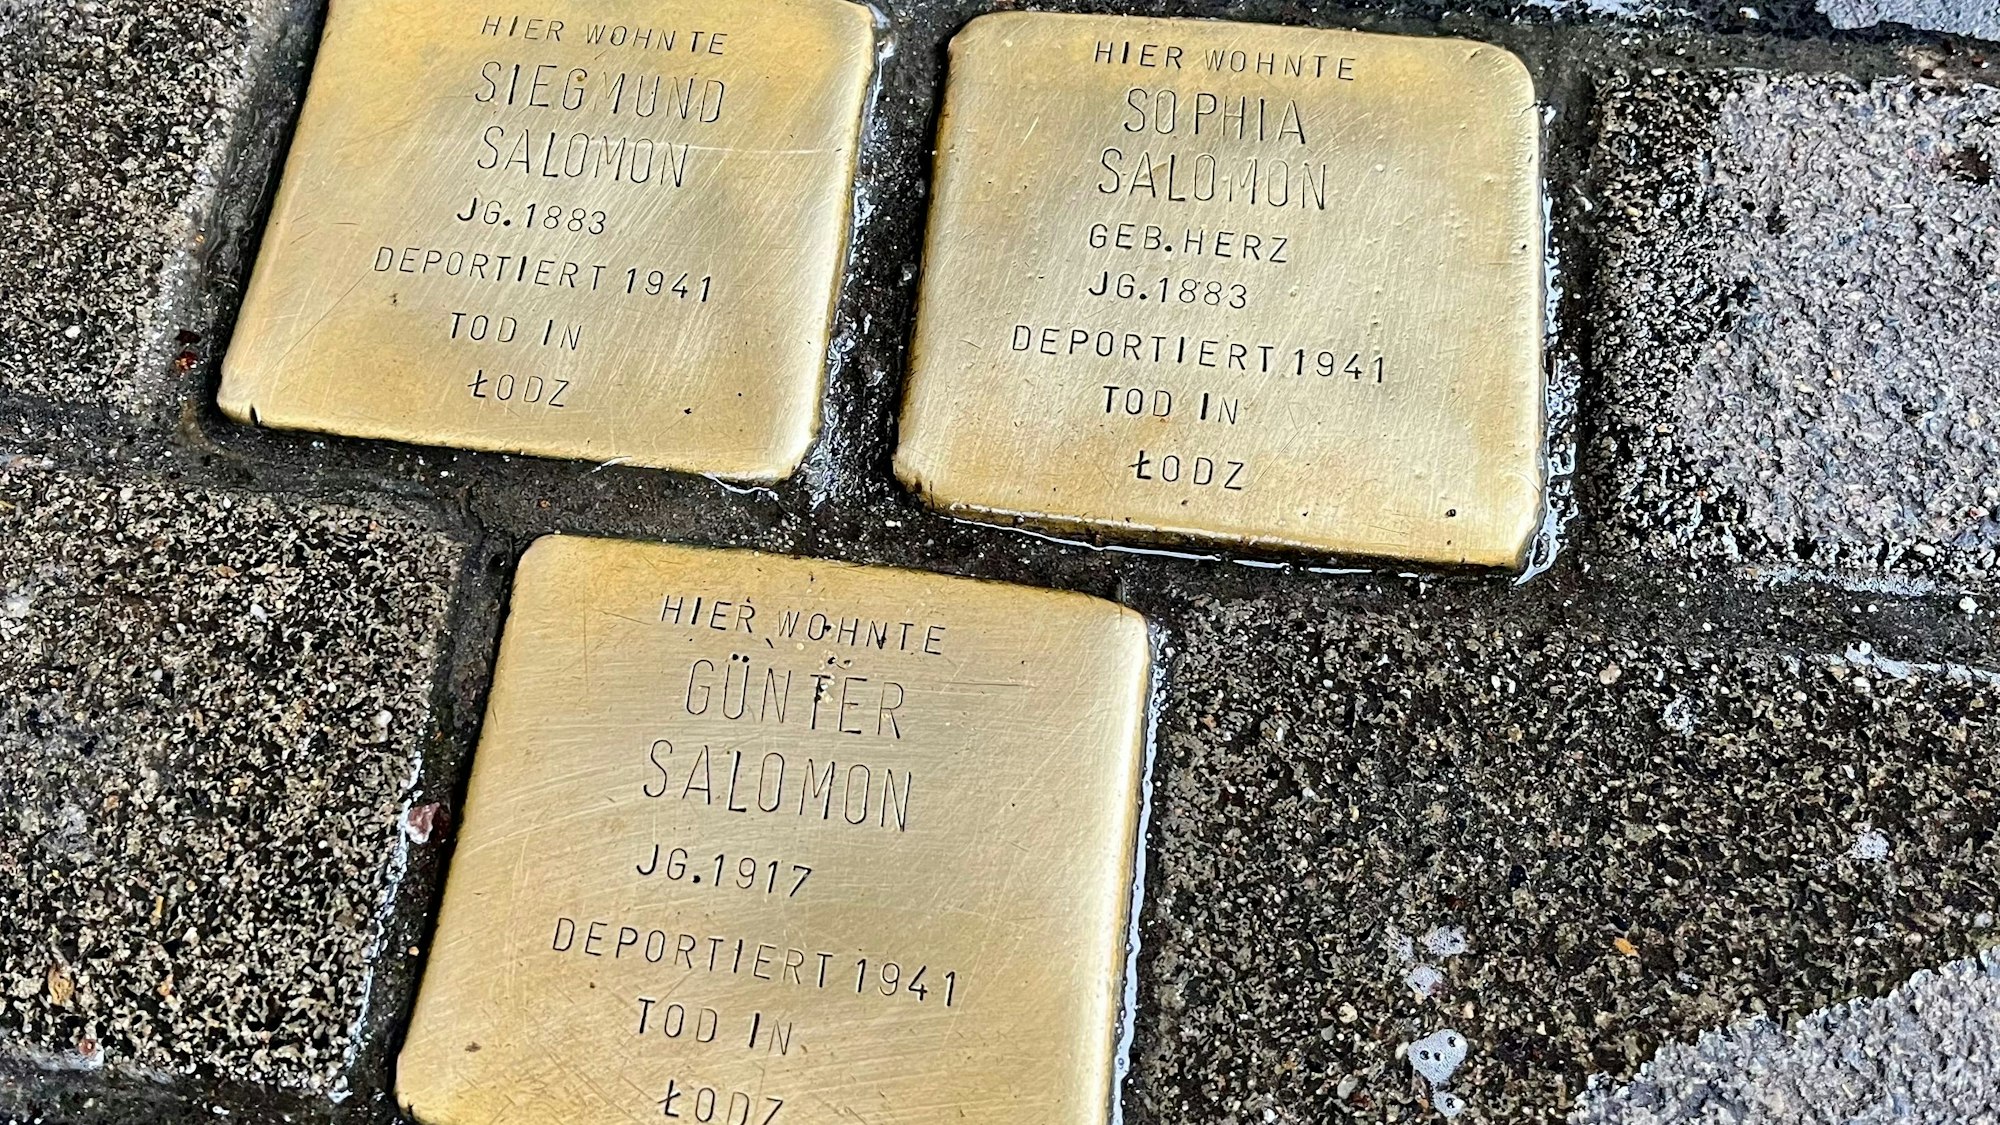 HIER WOHNTE
SIEGMUND
SALOMON
JG.1883
DEPORTIERT 1941
TOD IN
ŁODZ
HIER WOHNTE
SOPHIA
SALOMON
GEB.HERZ
JG.1883
DEPORTIERT 1941
TOD IN
ŁODZ
HIER WOHNTE
GÜNTER
SALOMON
JG.1917
DEPORTIERT 1941
TOD IN
ŁODZ